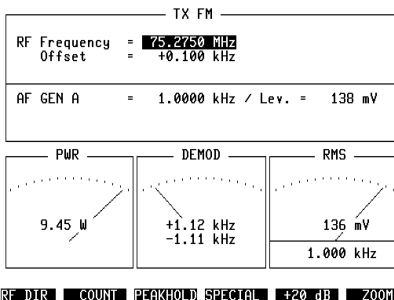 TX FM
RF Frequency = 75.2750 MHz
Offset = +0.100 kHz
AF GEN A = 1.0000 kHz / Lev. = 138 mV
PWR DEMOD RMS
9.45 W +1.12 kHz 136 mV
-1.11 kHz
1.000 kHz
RF DIR COUNT PEAKHOLD SPECIAL +20 dB ZOOM